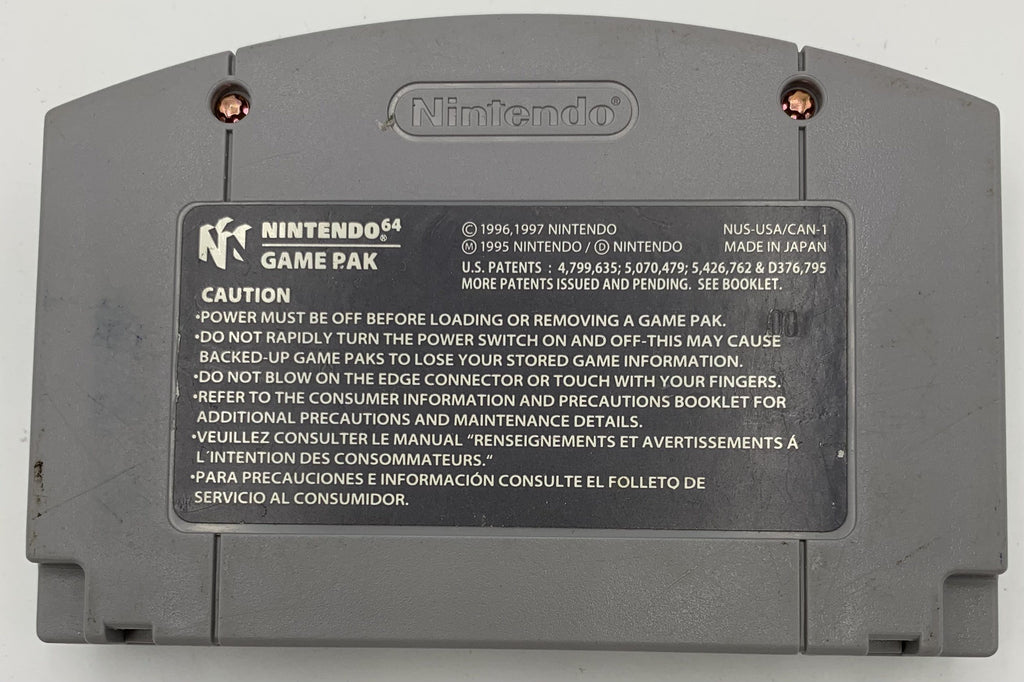 Nintendo®
NINTENDO⁶⁴®
GAME PAK
Ⓒ 1996,1997 NINTENDO
Ⓜ 1995 NINTENDO / Ⓓ NINTENDO
NUS-USA/CAN-1
MADE IN JAPAN
U.S. PATENTS : 4,799,635; 5,070,479; 5,426,762 & D376,795
MORE PATENTS ISSUED AND PENDING. SEE BOOKLET.
CAUTION
•POWER MUST BE OFF BEFORE LOADING OR REMOVING A GAME PAK.
•DO NOT RAPIDLY TURN THE POWER SWITCH ON AND OFF-THIS MAY CAUSE
BACKED-UP GAME PAKS TO LOSE YOUR STORED GAME INFORMATION.
•DO NOT BLOW ON THE EDGE CONNECTOR OR TOUCH WITH YOUR FINGERS.
•REFER TO THE CONSUMER INFORMATION AND PRECAUTIONS BOOKLET FOR
ADDITIONAL PRECAUTIONS AND MAINTENANCE DETAILS.
•VEUILLEZ CONSULTER LE MANUAL “RENSEIGNEMENTS ET AVERTISSEMENTS Á
L´INTENTION DES CONSOMMATEURS.“
•PARA PRECAUCIONES E INFORMACIÓN CONSULTE EL FOLLETO DE
SERVICIO AL CONSUMIDOR.